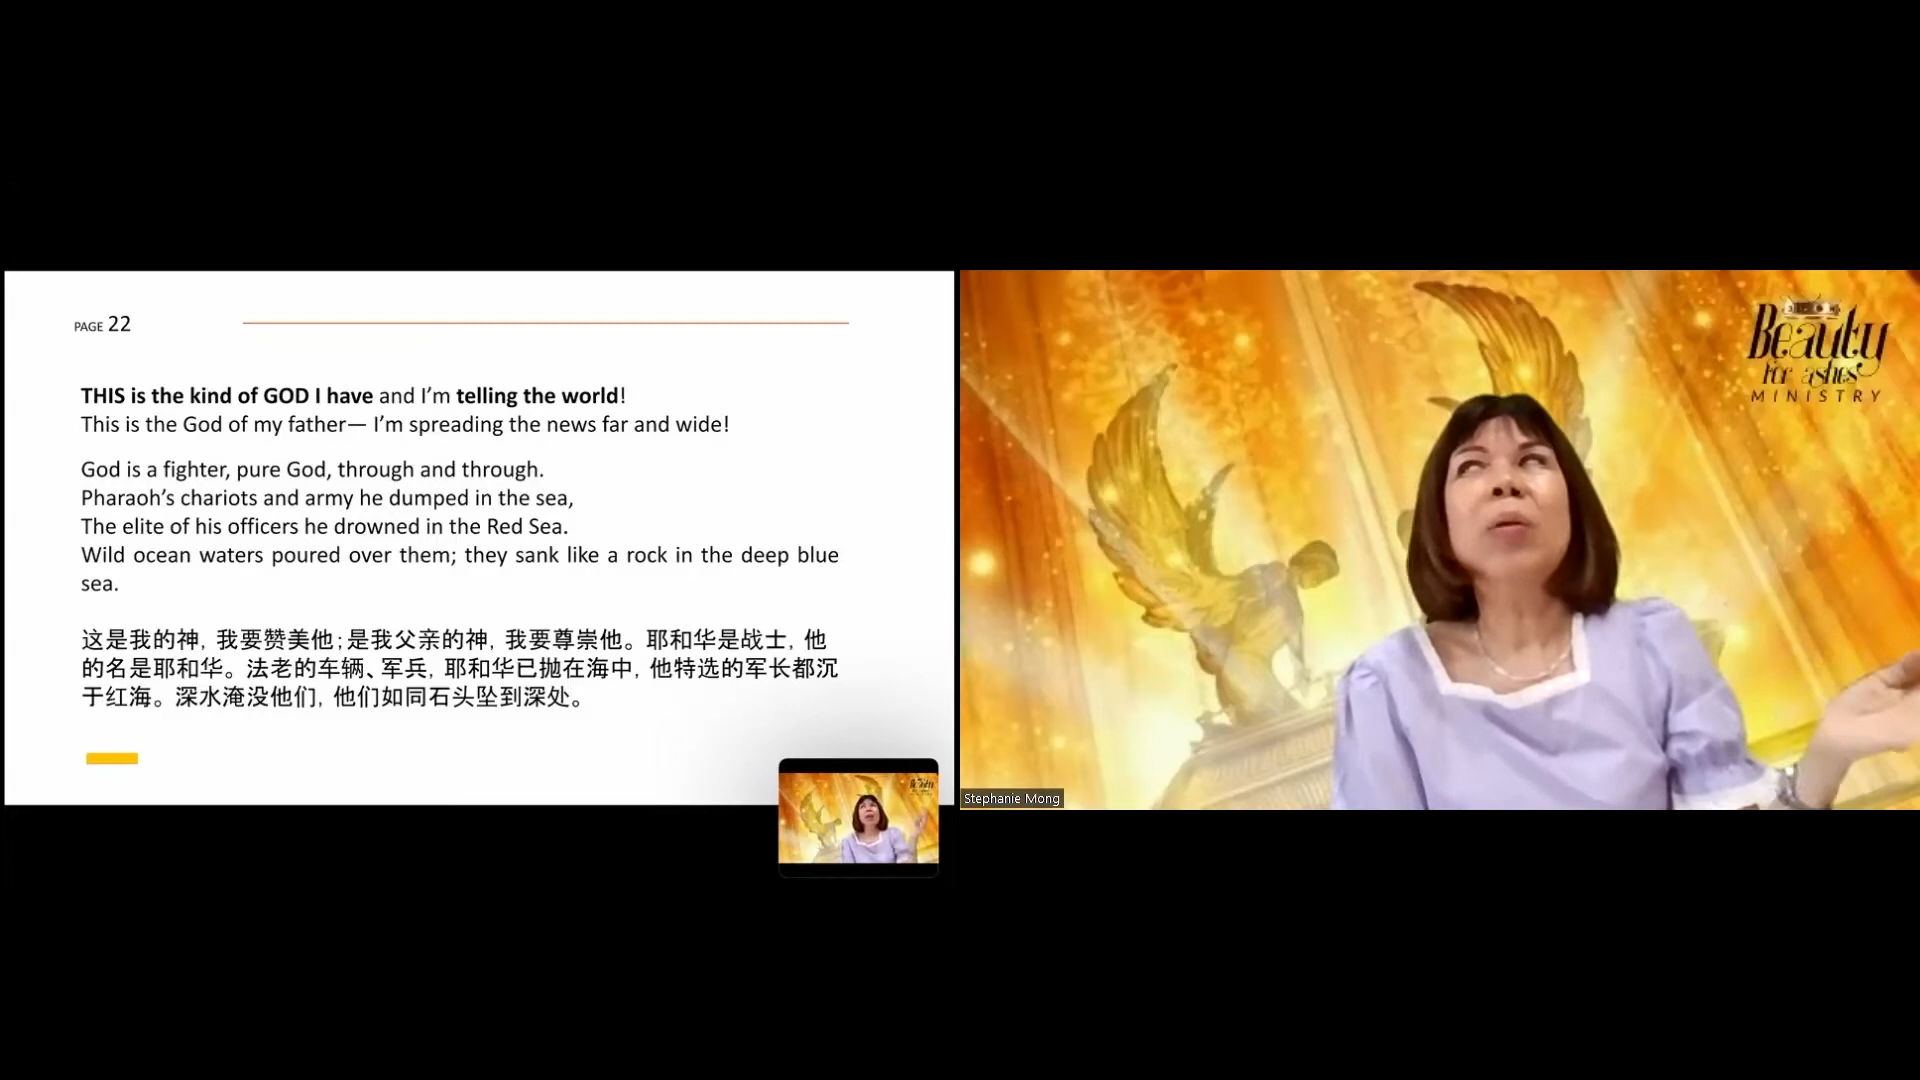 PAGE 22
THIS is the kind of GOD I have and I’m telling the world!
This is the God of my father— I’m spreading the news far and wide!
God is a fighter, pure God, through and through.
Pharaoh’s chariots and army he dumped in the sea,
The elite of his officers he drowned in the Red Sea.
Wild ocean waters poured over them; they sank like a rock in the deep blue
sea.
这是我的神, 我要赞美他;是我父亲的神, 我要尊崇他。耶和华是战士, 他
的名是耶和华。法老的车辆、军兵, 耶和华已抛在海中, 他特选的军长都沉
于红海。深水淹没他们, 他们如同石头坠到深处。
Beauty
For ashes
MINISTRY
Stephanie Mong